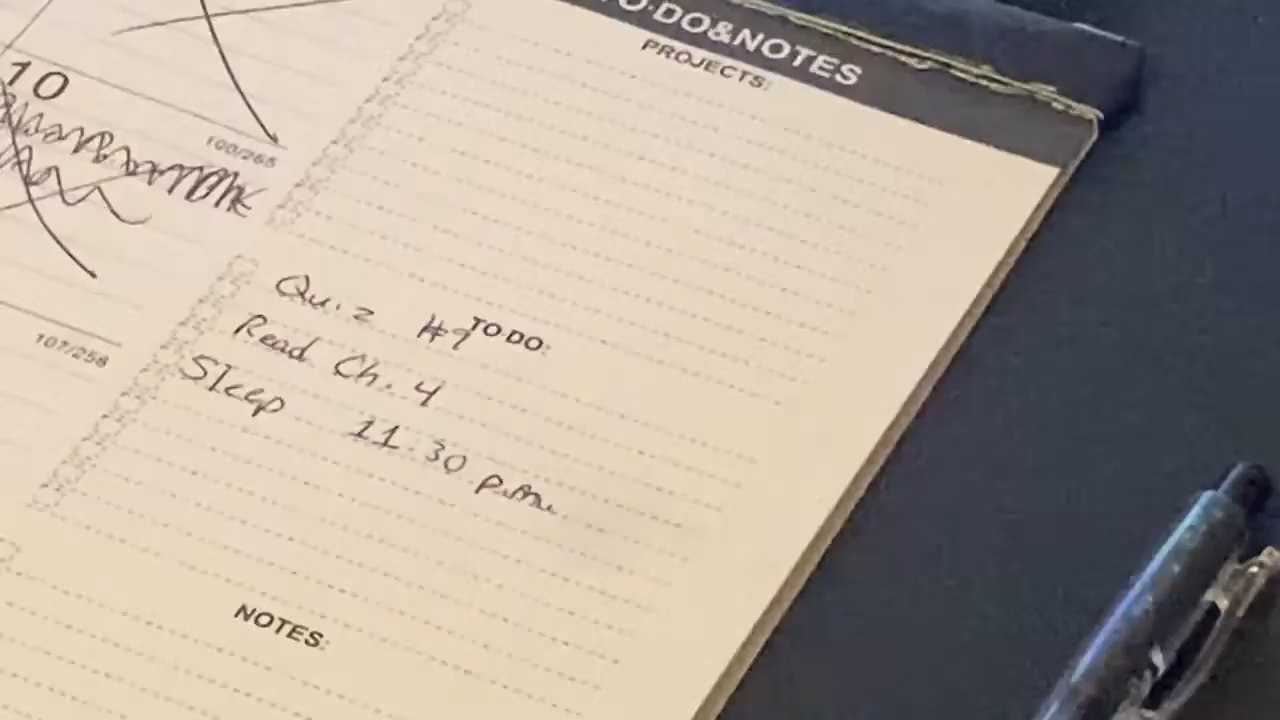 TO·DO&NOTES
PROJECTS:
10
100/265
Quiz #9
TO DO:
Read Ch. 4
Sleep 11:30 p.m.
107/258
NOTES: